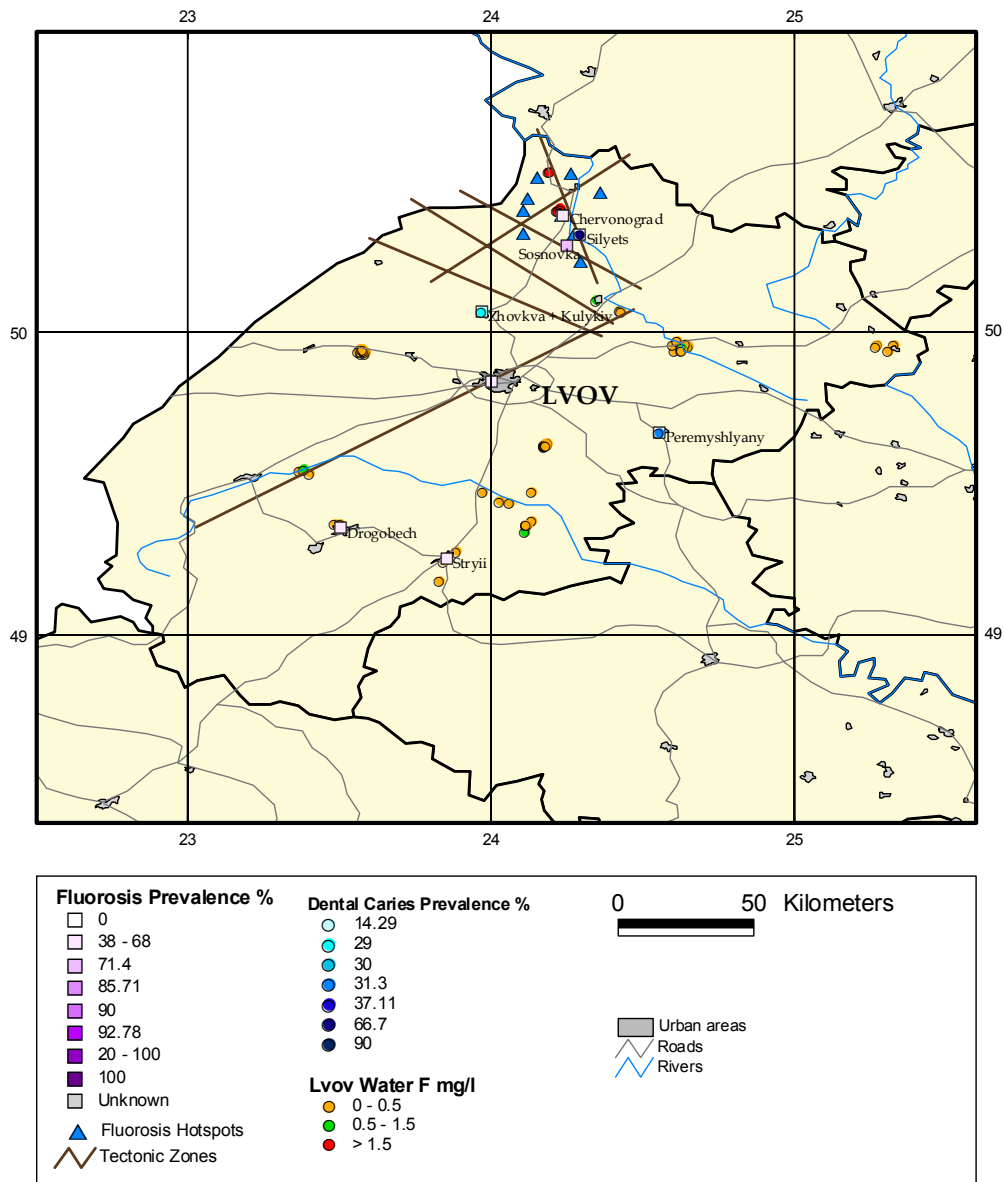 23 24 25
Chervonograd
Silyets
Sosnovka
Zhovkva + Kulykiv
50 50
LVOV
Peremyshlyany
Drogobech
Stryii
49 49
23 24 25
Fluorosis Prevalence %
0
38 - 68
71.4
85.71
90
92.78
20 - 100
100
Unknown
Fluorosis Hotspots
Tectonic Zones
Dental Caries Prevalence %
14.29
29
30
31.3
37.11
66.7
90
Lvov Water F mg/l
0 - 0.5
0.5 - 1.5
> 1.5
0 50 Kilometers
Urban areas
Roads
Rivers